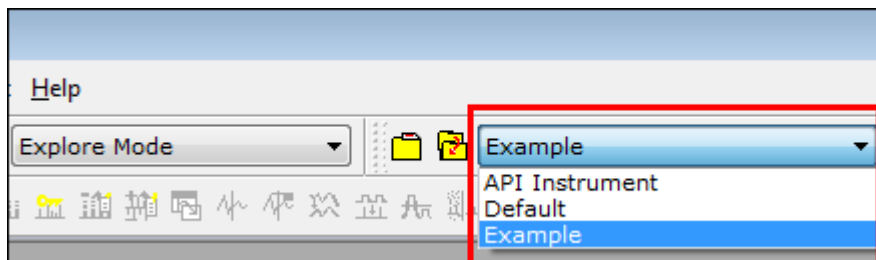 Help
Explore Mode
Example
API Instrument
Default
Example